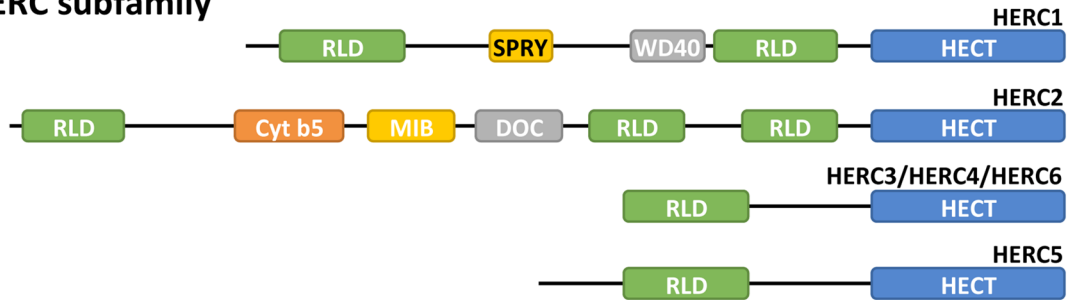 subfamily
HERC1
RLD SPRY WD40 RLD HECT
HERC2
RLD Cyt b5 MIB DOC RLD RLD HECT
HERC3/HERC4/HERC6
RLD HECT
HERC5
RLD HECT